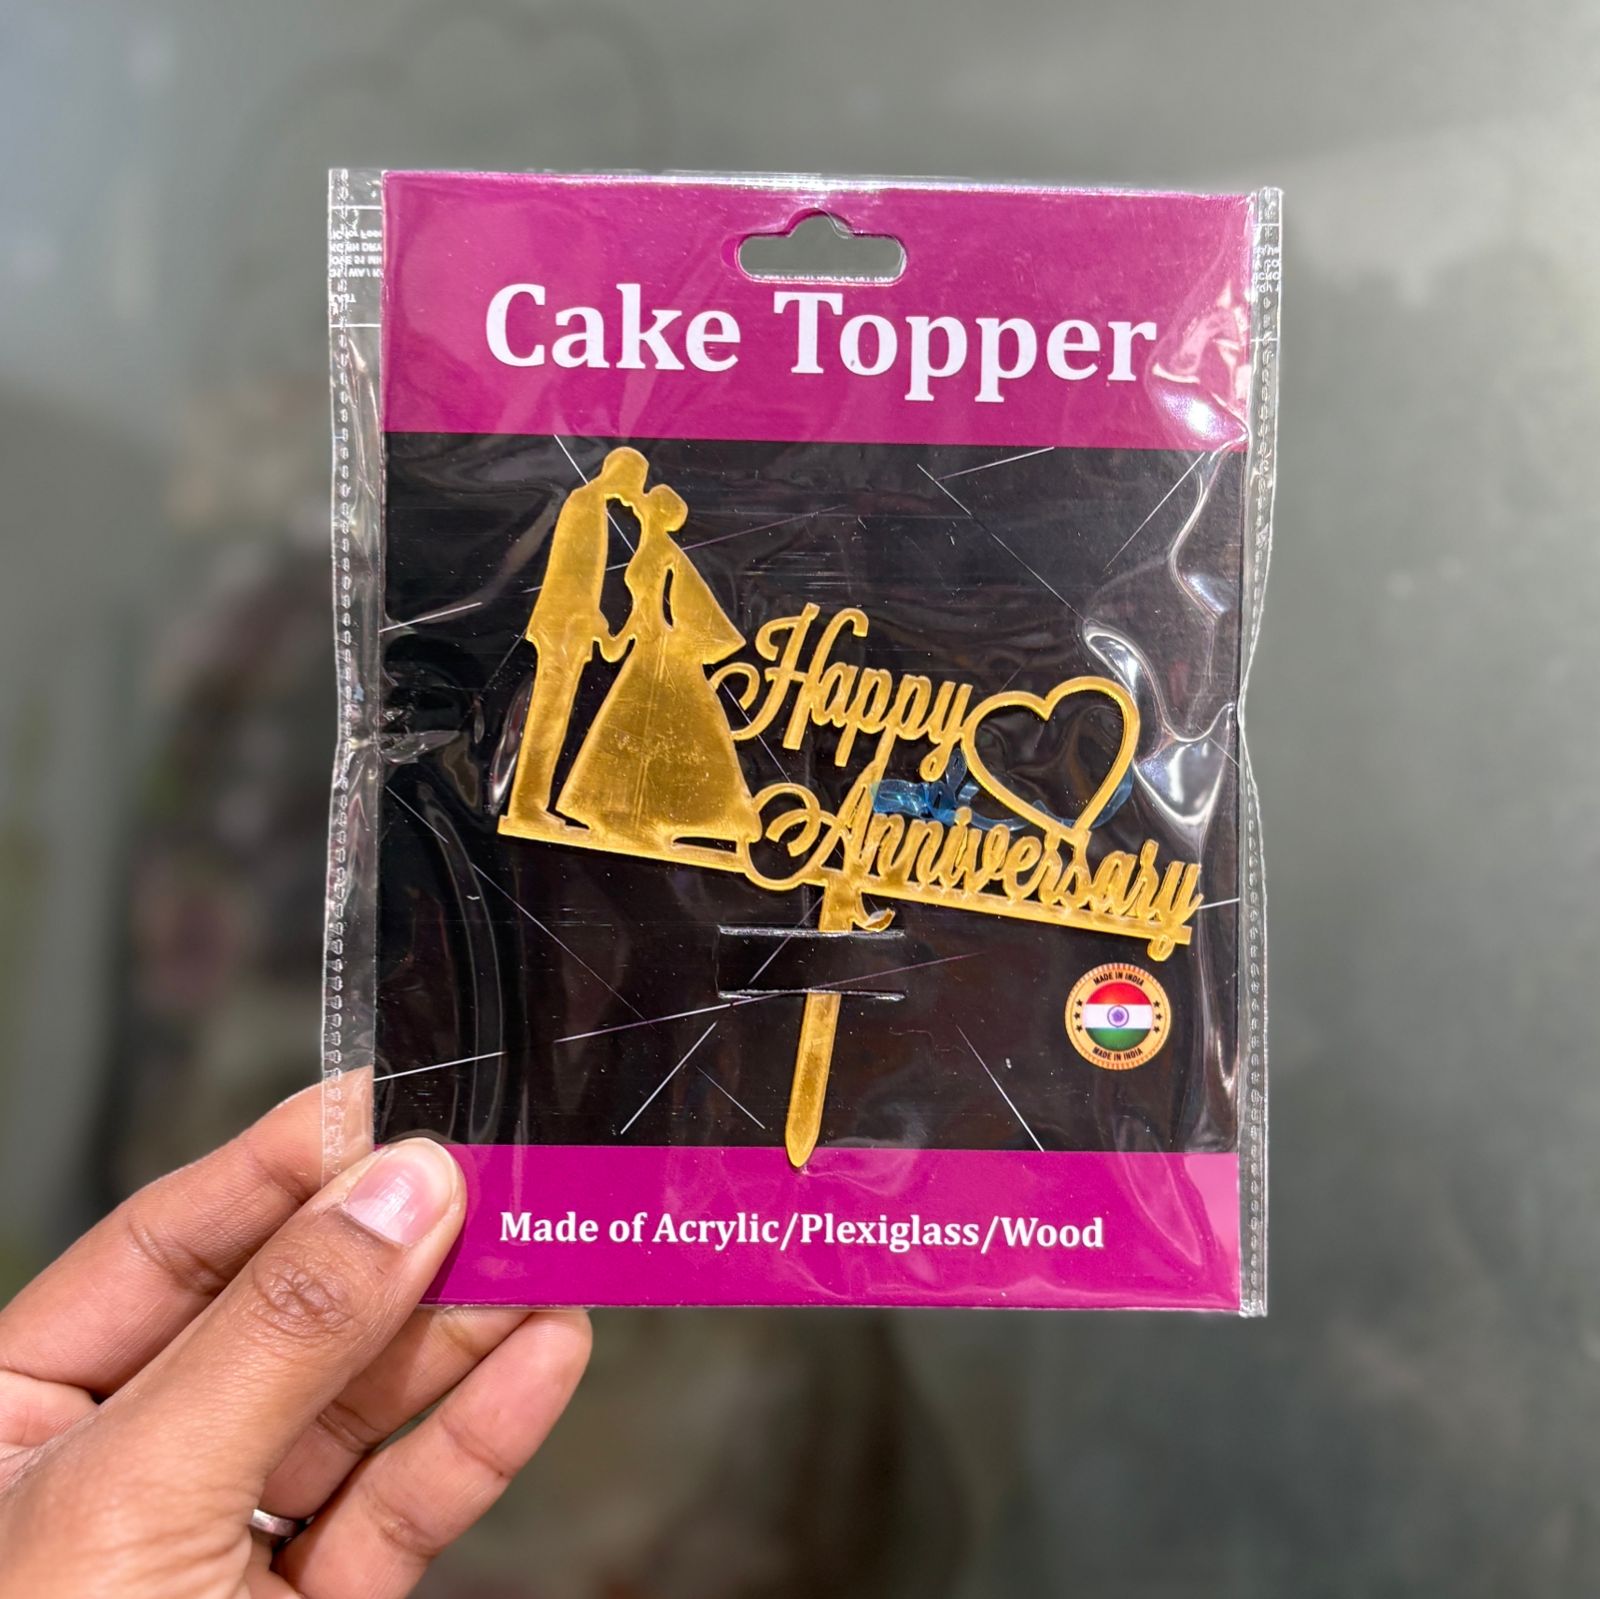 Cake Topper
Happy
Anniversary
MADE IN INDIA
MADE IN INDIA
Made of Acrylic/Plexiglass/Wood